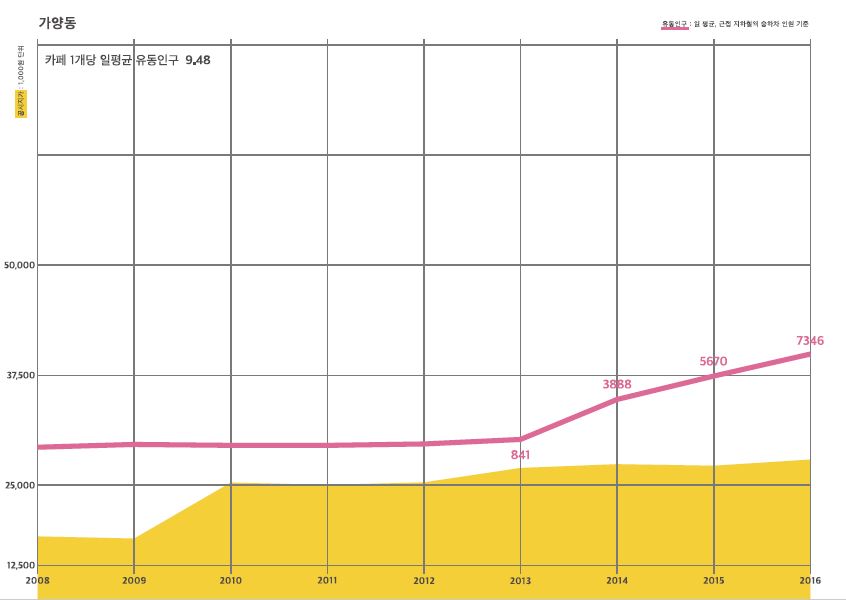 가양동
유동인구 : 일 평균, 근접 지하철의 승하차 인원 기준
공시지가 : 1,000원 단위
카페 1개당 일평균 유동인구 9.48
50,000
37,500
25,000
12,500
7346
5670
3888
841
2008 2009 2010 2011 2012 2013 2014 2015 2016